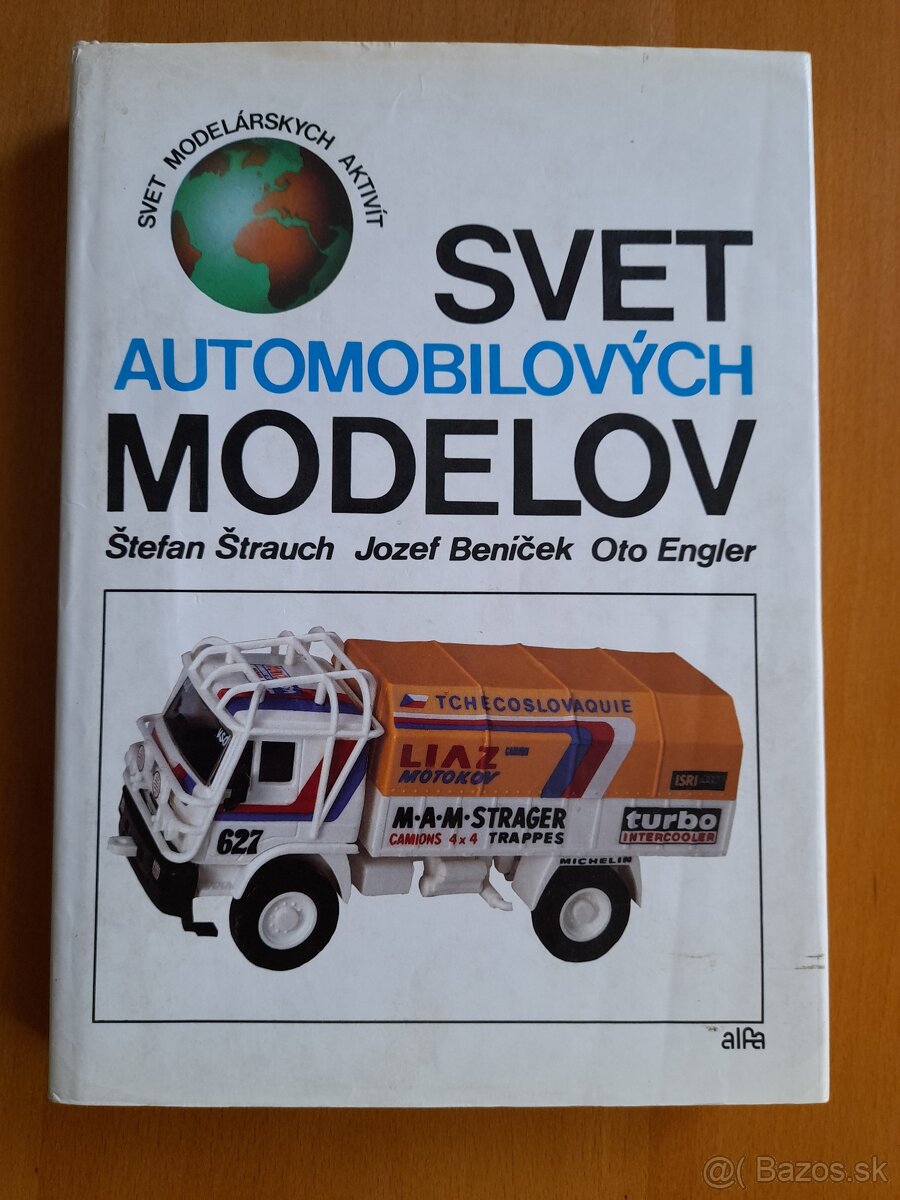 SVET MODELÁRSKYCH AKTIVÍT
SVET
AUTOMOBILOVÝCH
MODELOV
Štefan Štrauch Jozef Beníček Oto Engler
TCHECOSLOVAQUIE
LIAZ
MOTOKOV
ISRI
M·A·M·STRAGER
CAMIONS 4x4 TRAPPES
turbo
INTERCOOLER
627
MICHELIN
alfa
@( Bazos.sk